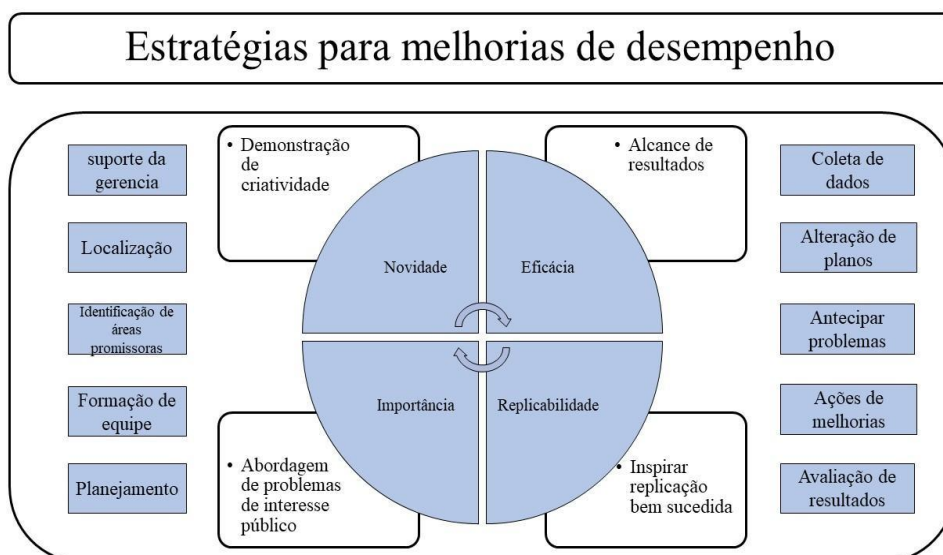 Estratégias para melhorias de desempenho
suporte da
gerencia
Localização
Identificação de
áreas
promissoras
Formação de
equipe
Planejamento
• Demonstração
de
criatividade
• Alcance de
resultados
Novidade
Eficácia
Importância
Replicabilidade
• Abordagem
de problemas
de interesse
público
• Inspirar
replicação
bem sucedida
Coleta de
dados
Alteração de
planos
Antecipar
problemas
Ações de
melhorias
Avaliação de
resultados